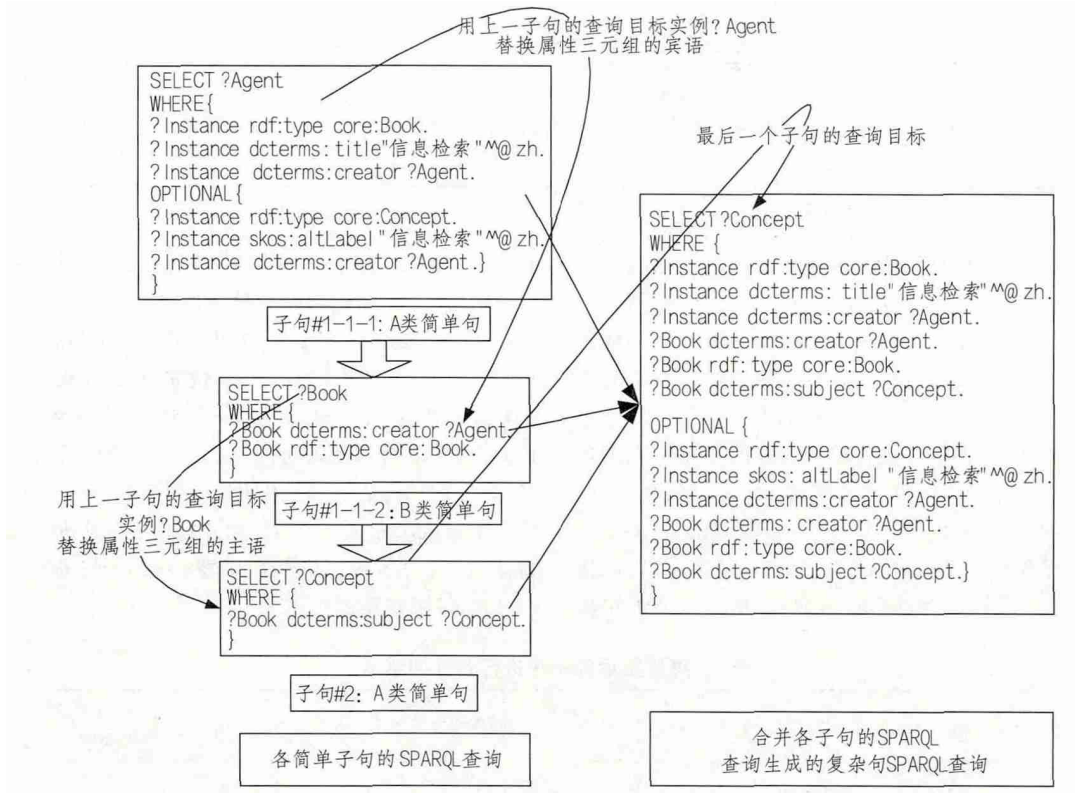 用上一子句的查询目标实例?Agent
替换属性三元组的宾语
SELECT ?Agent
WHERE{
?Instance rdf:type core:Book.
?Instance dcterms:title"信息检索"^^@zh.
?Instance dcterms:creator ?Agent.
OPTIONAL{
?Instance rdf:type core:Concept.
?Instance skos:altLabel "信息检索"^^@zh.
?Instance dcterms:creator ?Agent.}
}
子句#1-1-1: A类简单句
SELECT ?Book
WHERE {
?Book dcterms:creator ?Agent.
?Book rdf:type core:Book.
}
子句#1-1-2:B类简单句
用上一子句的查询目标
实例?Book
替换属性三元组的主语
SELECT ?Concept
WHERE {
?Book dcterms:subject ?Concept.
}
子句#2: A类简单句
各简单子句的SPARQL查询
最后一个子句的查询目标
SELECT ?Concept
WHERE {
?Instance rdf:type core:Book.
?Instance dcterms: title"信息检索"^^@zh.
?Instance dcterms:creator ?Agent.
?Book dcterms:creator ?Agent.
?Book rdf: type core:Book.
?Book dcterms:subject ?Concept.
OPTIONAL {
?Instance rdf:type core:Concept.
?Instance skos: altLabel "信息检索"^^@zh.
?Instance dcterms:creator ?Agent.
?Book dcterms: creator ?Agent.
?Book rdf: type core:Book.
?Book dcterms:subject ?Concept.}
}
合并各子句的SPARQL
查询生成的复杂句SPARQL查询